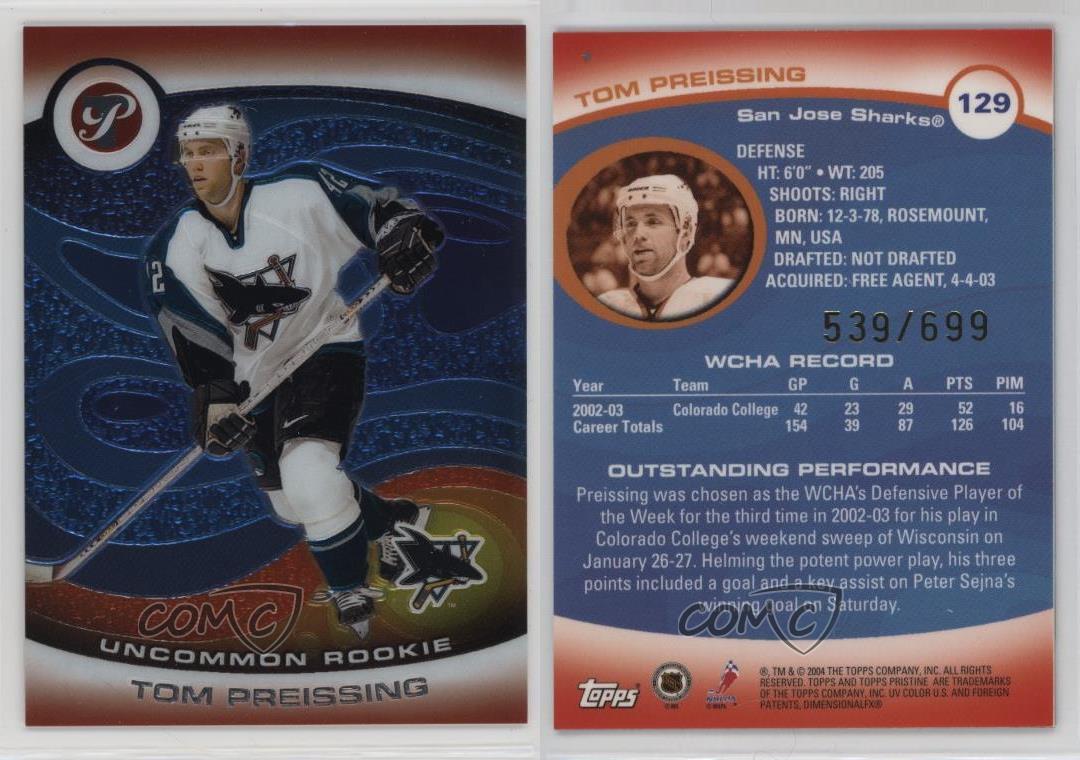 P
42
2
COMC
UNCOMMON ROOKIE
TOM PREISSING
TOM PREISSING
129
San Jose Sharks®
DEFENSE
HT: 6'0" • WT: 205
SHOOTS: RIGHT
BORN: 12-3-78, ROSEMOUNT,
MN, USA
DRAFTED: NOT DRAFTED
ACQUIRED: FREE AGENT, 4-4-03
539/699
WCHA RECORD
Year Team GP G A PTS PIM
2002-03 Colorado College 42 23 29 52 16
Career Totals 154 39 87 126 104
OUTSTANDING PERFORMANCE
Preissing was chosen as the WCHA's Defensive Player of
the Week for the third time in 2002-03 for his play in
Colorado College's weekend sweep of Wisconsin on
January 26-27. Helming the potent power play, his three
points included a goal and a key assist on Peter Sejna's
winning goal on Saturday.
COMC
Topps
®, TM & © 2004 THE TOPPS COMPANY, INC. ALL RIGHTS
RESERVED. TOPPS AND TOPPS PRISTINE ARE TRADEMARKS
OF THE TOPPS COMPANY, INC. UV COLOR U.S. AND FOREIGN
PATENTS, DIMENSIONALFX®